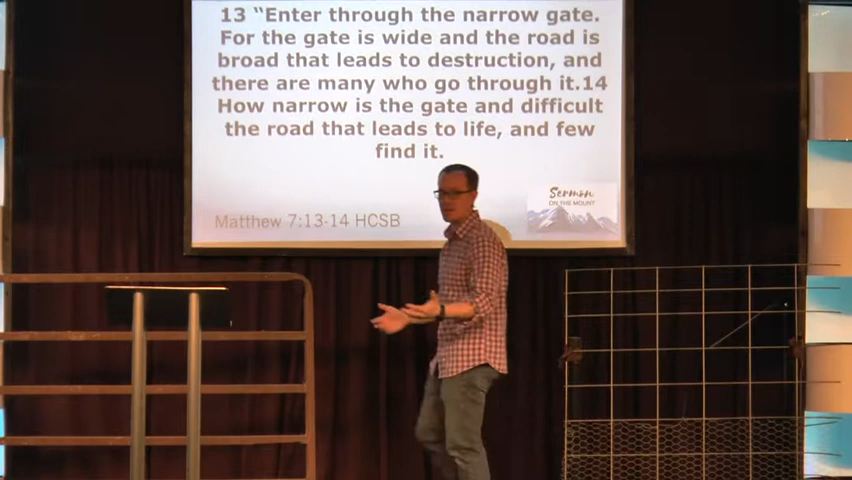 13 “Enter through the narrow gate.
For the gate is wide and the road is
broad that leads to destruction, and
there are many who go through it.14
How narrow is the gate and difficult
the road that leads to life, and few
find it.
Matthew 7:13-14 HCSB
Sermon
ON THE MOUNT